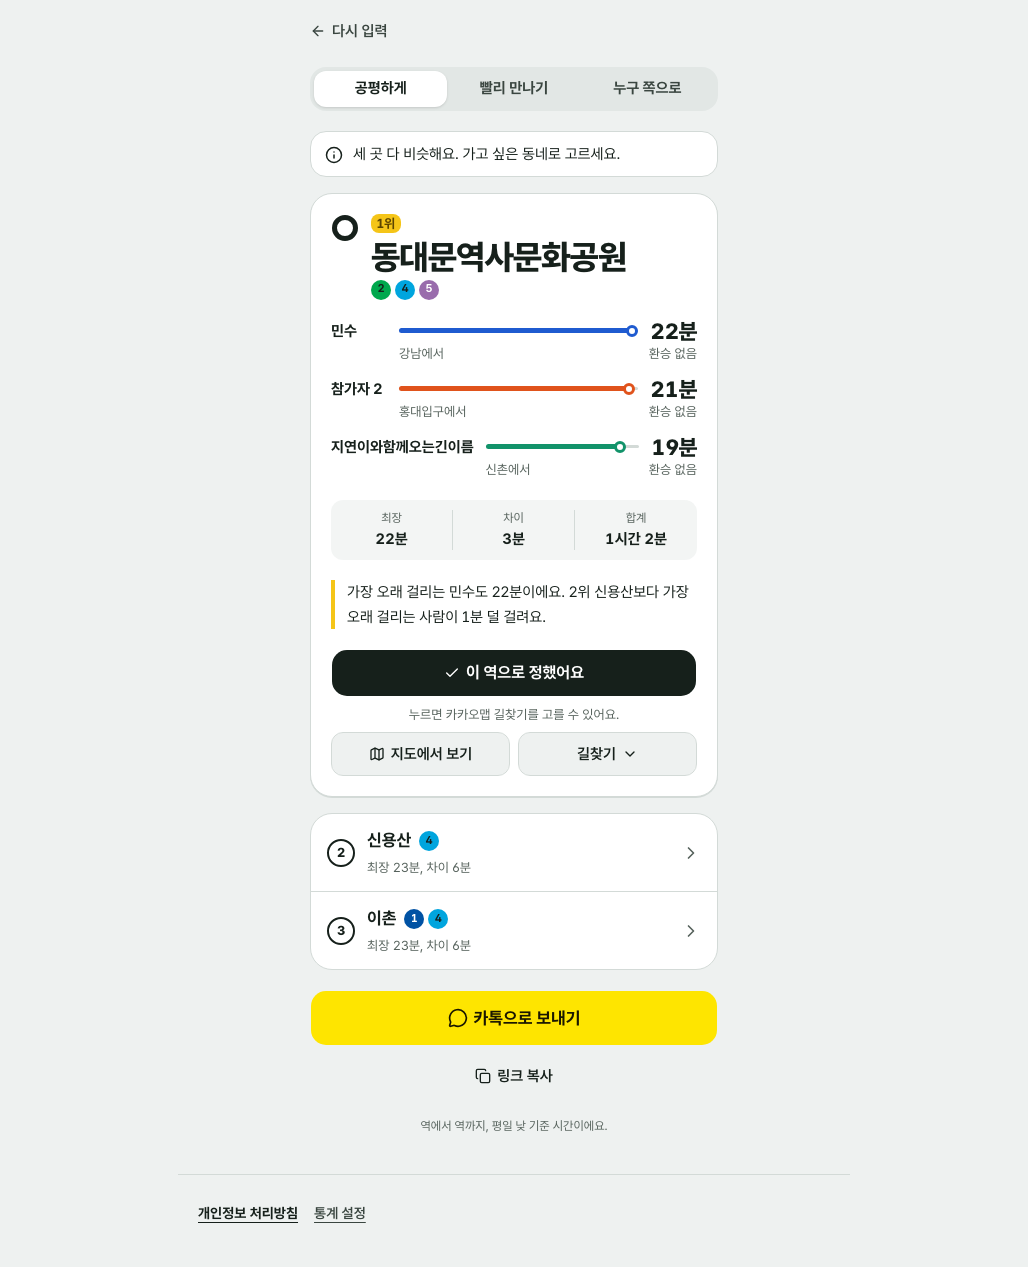 다시 입력
공평하게 빨리 만나기 누구 쪽으로
세 곳 다 비슷해요. 가고 싶은 동네로 고르세요.
1위
동대문역사문화공원
2 4 5
민수 22분
강남에서 환승 없음
참가자 2 21분
홍대입구에서 환승 없음
지연이와함께오는긴이름 19분
신촌에서 환승 없음
최장 차이 합계
22분 3분 1시간 2분
가장 오래 걸리는 민수도 22분이에요. 2위 신용산보다 가장
오래 걸리는 사람이 1분 덜 걸려요.
이 역으로 정했어요
누르면 카카오맵 길찾기를 고를 수 있어요.
지도에서 보기 길찾기
2 신용산 4
최장 23분, 차이 6분
3 이촌 1 4
최장 23분, 차이 6분
카톡으로 보내기
링크 복사
역에서 역까지, 평일 낮 기준 시간이에요.
개인정보 처리방침 통계 설정